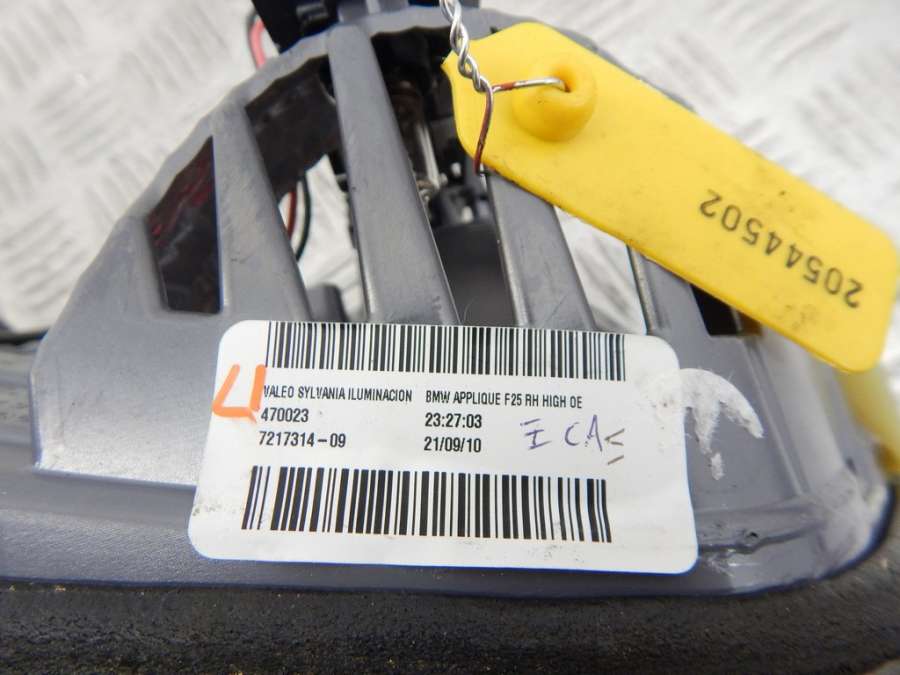 20544502
VALEO SYLVANIA ILUMINACION BMW APPLIQUE F25 RH HIGH OE
470023 23:27:03
7217314-09 21/09/10